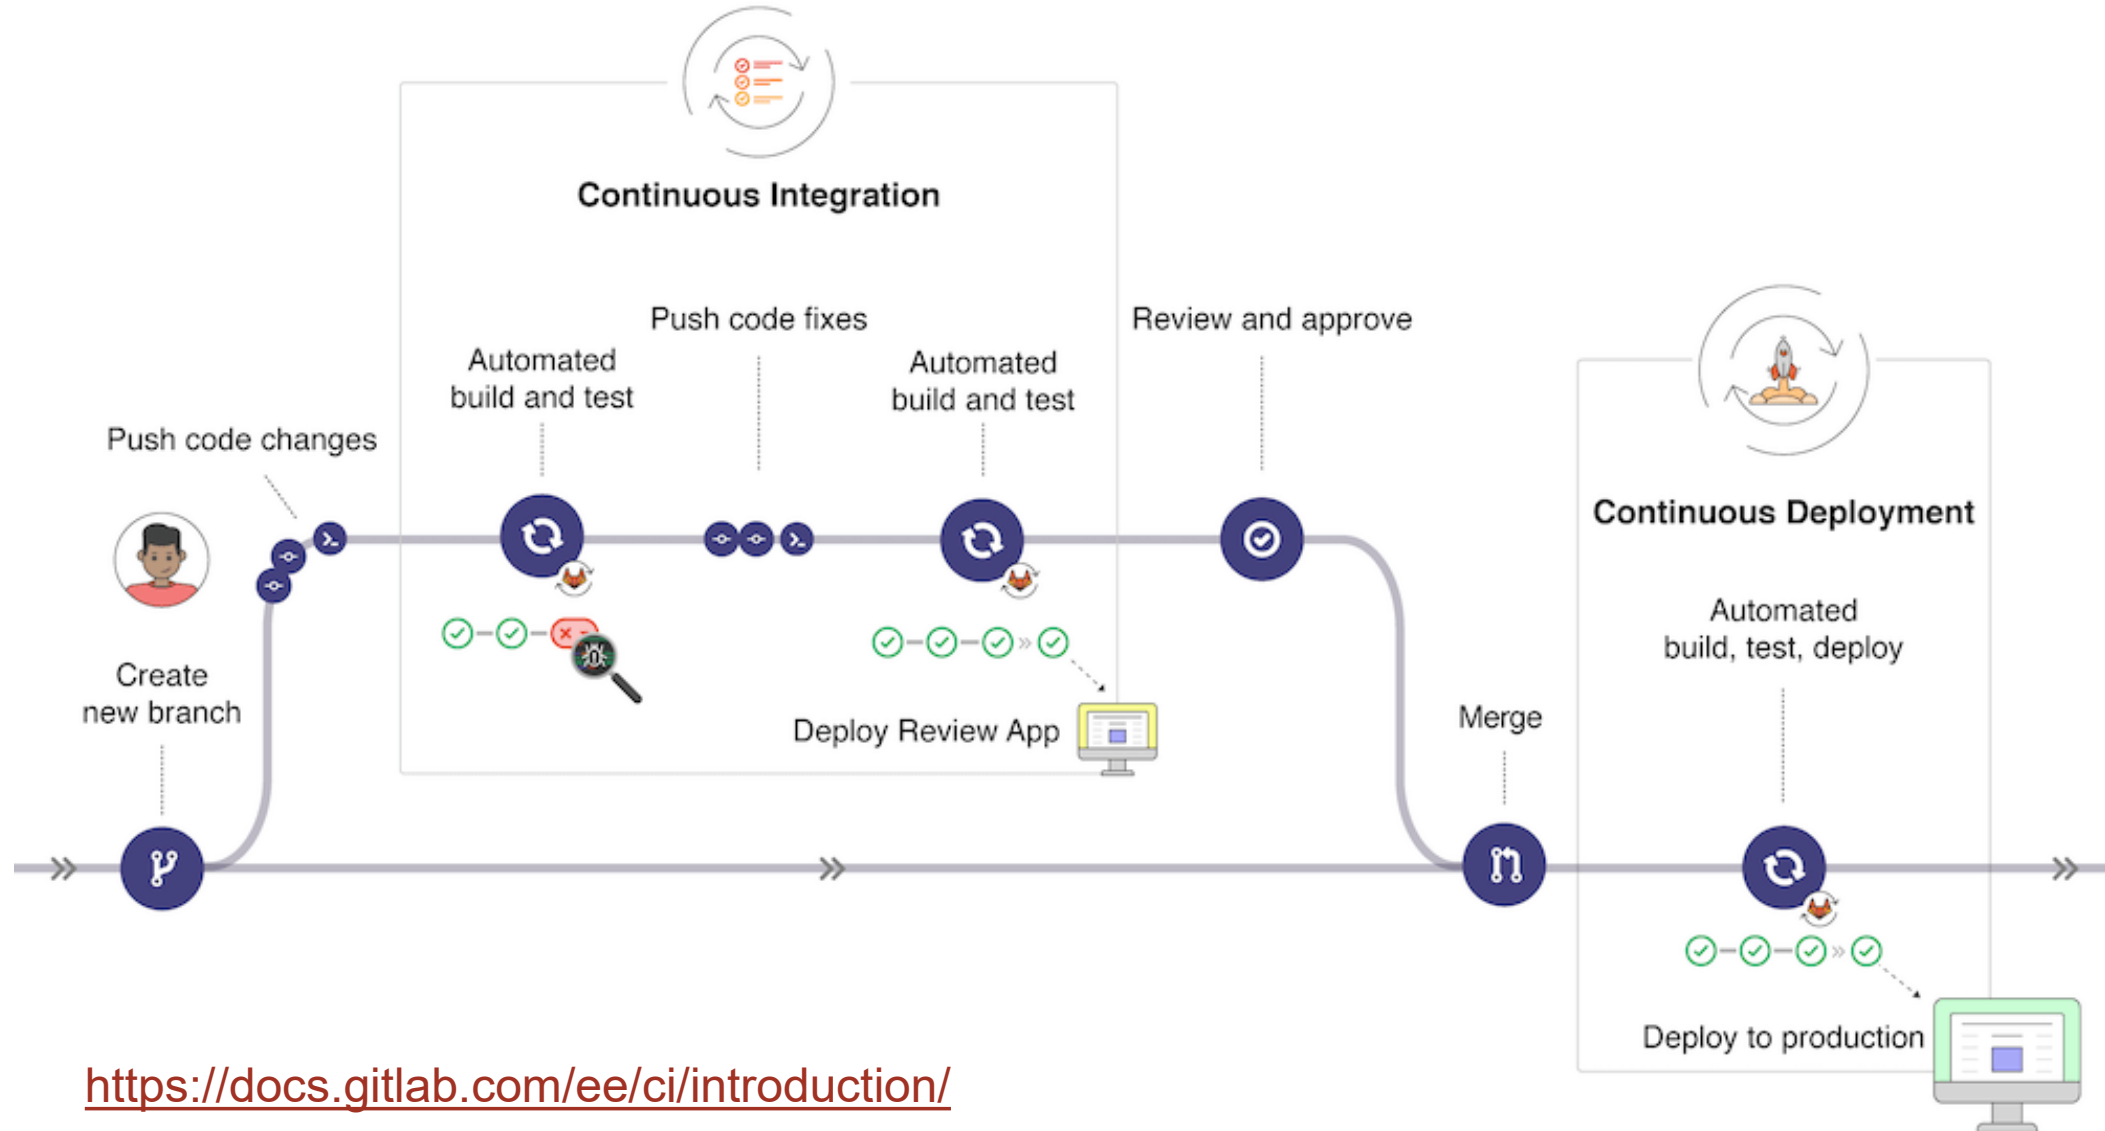 Continuous Integration
Push code fixes
Review and approve
Automated
build and test
Automated
build and test
Push code changes
Continuous Deployment
Automated
build, test, deploy
Create
new branch
Deploy Review App
Merge
Deploy to production
https://docs.gitlab.com/ee/ci/introduction/